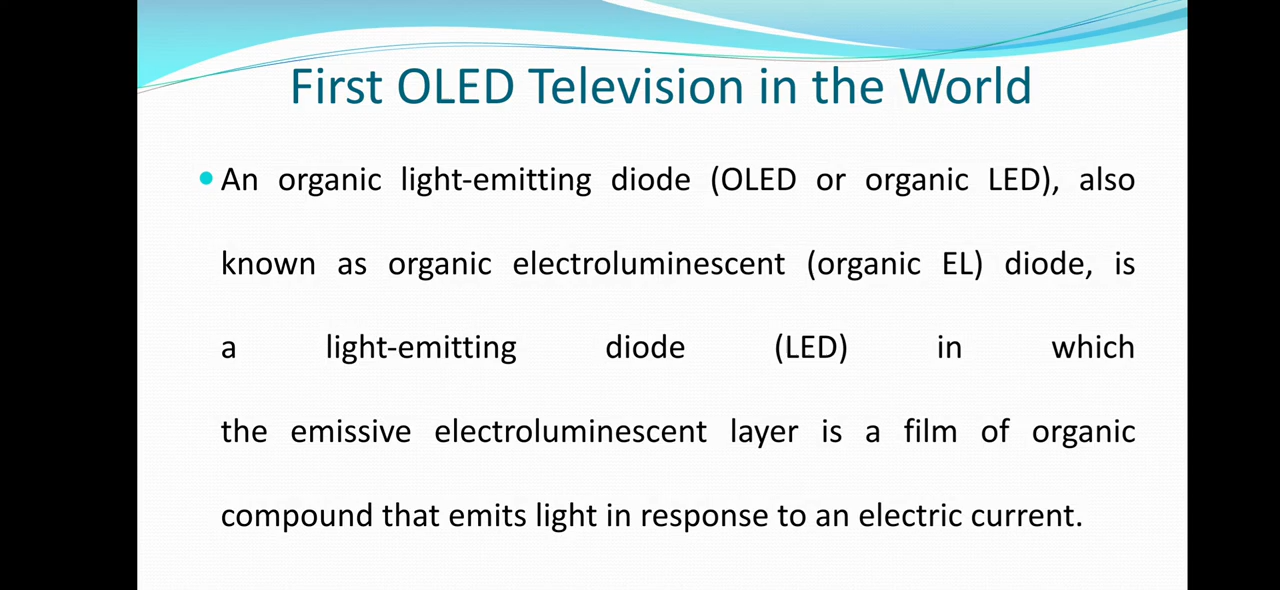 First OLED Television in the World
• An organic light-emitting diode (OLED or organic LED), also
known as organic electroluminescent (organic EL) diode, is
a light-emitting diode (LED) in which
the emissive electroluminescent layer is a film of organic
compound that emits light in response to an electric current.